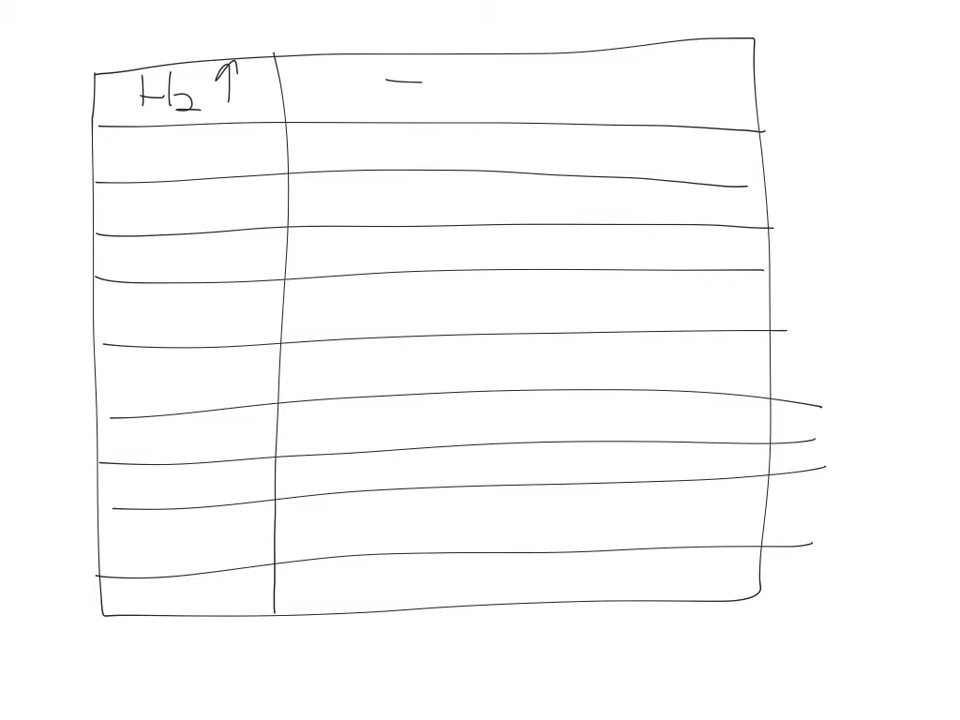 H₂ ↑ —